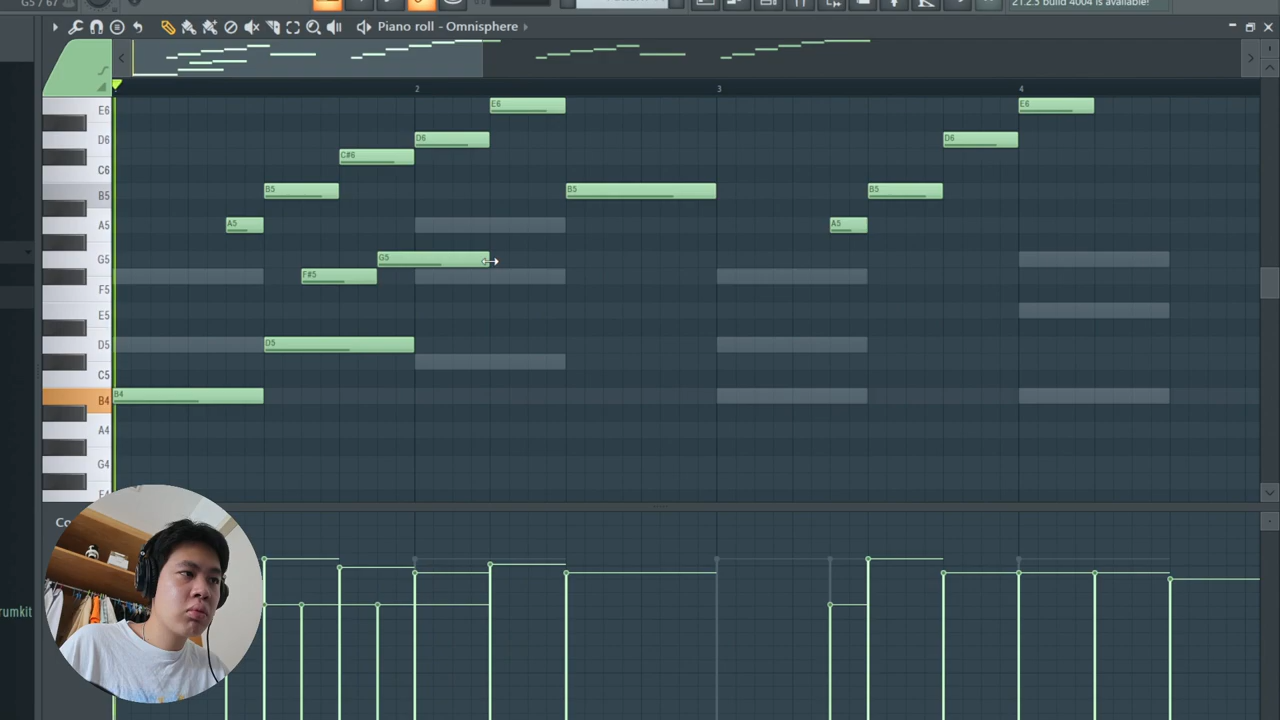 21.2.3 build 4004 is available!
Piano roll - Omnisphere
2 3 4
E6 E6 E6
D6 D6 D6
C#6
C6
B5 B5 B5 B5
A5 A5 A5
G5 G5
F#5
F5
E5
D5 D5
C5
B4 B4
A4
G4
rumkit